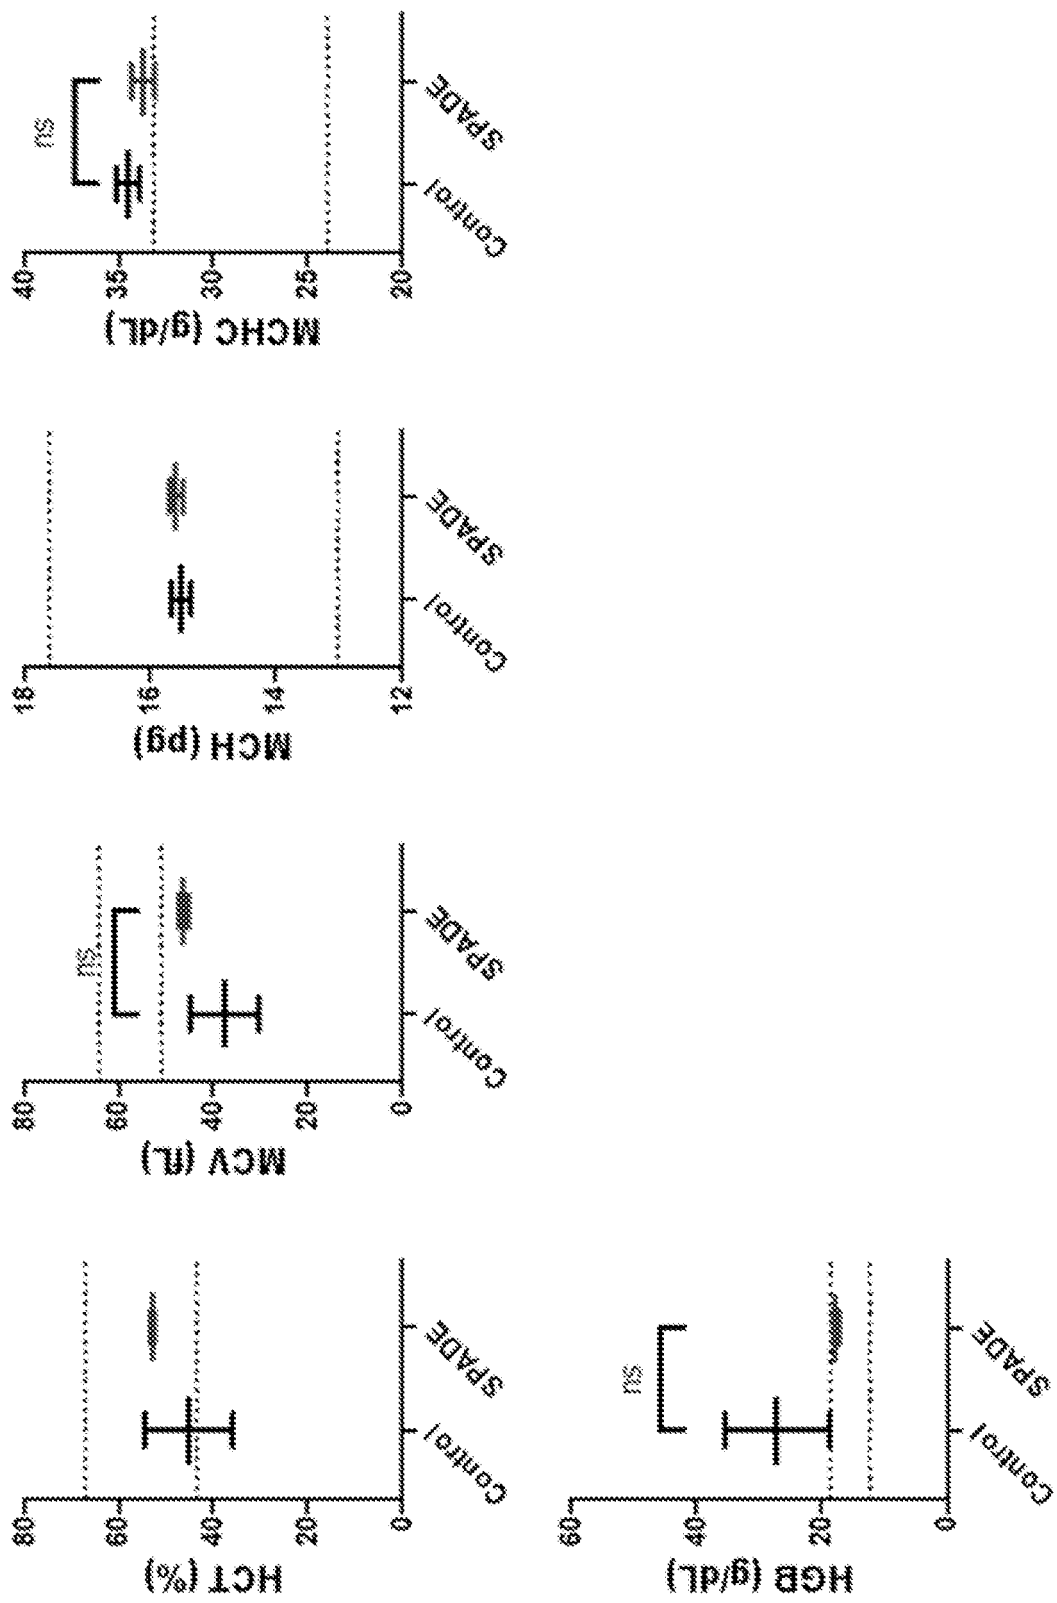 HCT (%)
80
60
40
20
0
Control
SPADE
MCV (fL)
80
60
40
20
0
ns
Control
SPADE
MCH (pg)
18
16
14
12
Control
SPADE
MCHC (g/dL)
40
35
30
25
20
ns
Control
SPADE
HGB (g/dL)
60
40
20
0
ns
Control
SPADE